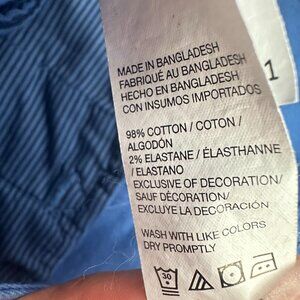 MADE IN BANGLADESH
FABRIQUÉ AU BANGLADESH
HECHO EN BANGLADESH
CON INSUMOS IMPORTADOS
1
98% COTTON / COTON /
ALGODÓN
2% ELASTANE / ÉLASTHANNE
/ ELASTANO
EXCLUSIVE OF DECORATION/
SAUF DÉCORATION/
EXCLUYE LA DECORACIÓN
WASH WITH LIKE COLORS
DRY PROMPTLY
30